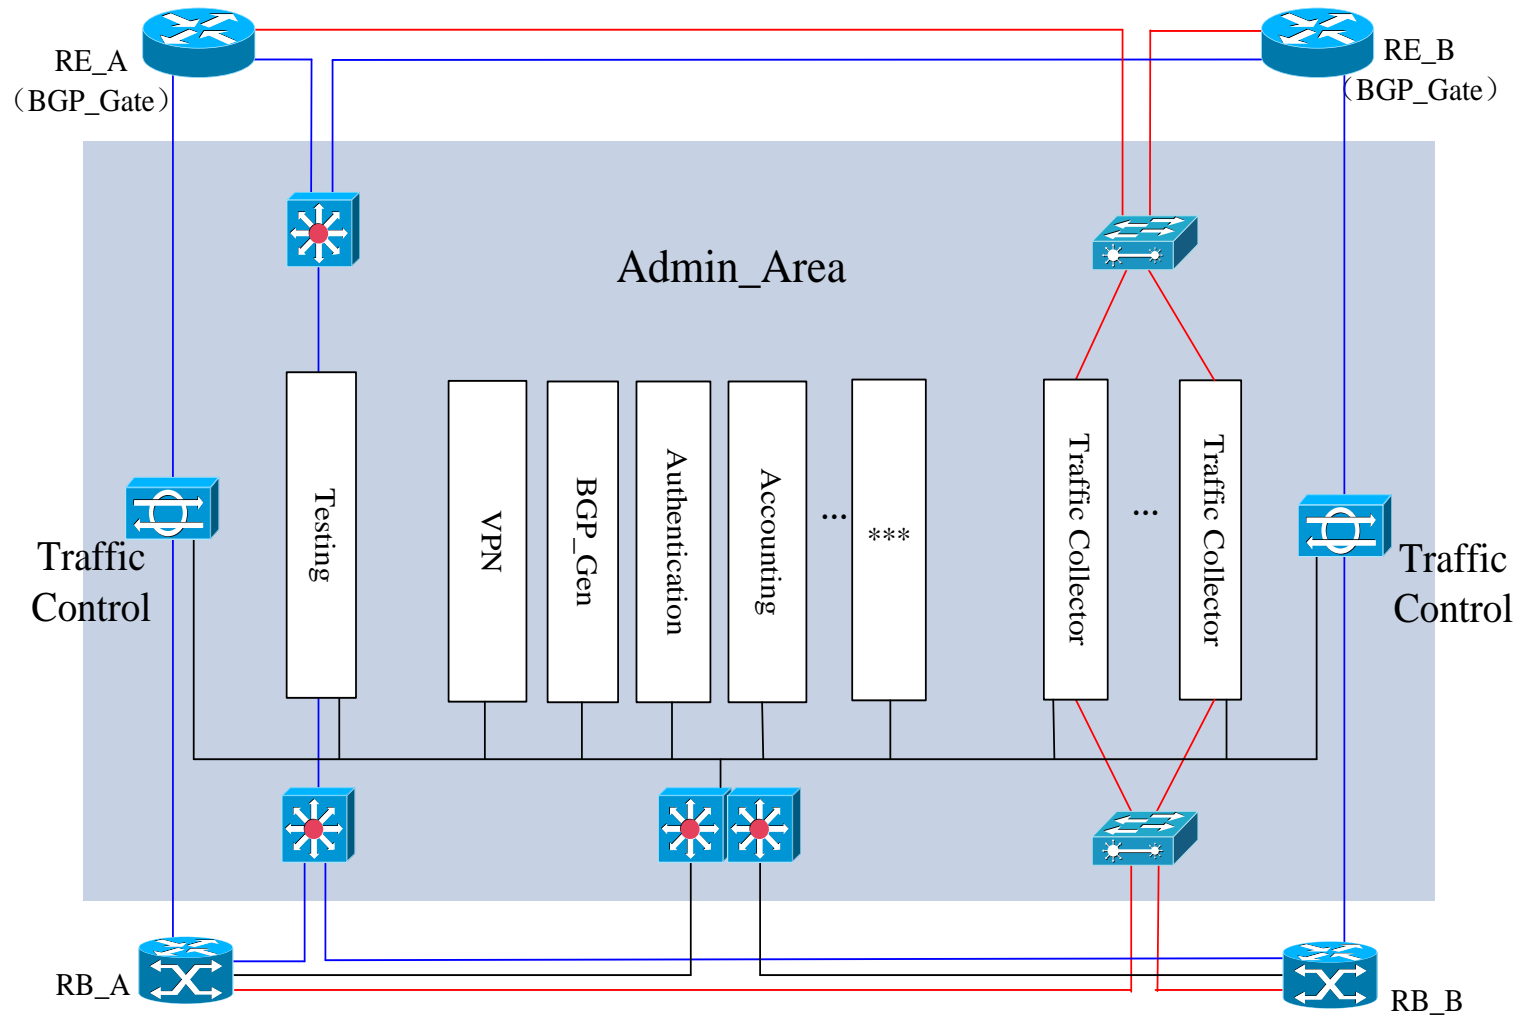 RE_A
（BGP_Gate）
RE_B
（BGP_Gate）
Admin_Area
Testing
VPN
BGP_Gen
Authentication
Accounting
...
***
Traffic Collector
...
Traffic Collector
Traffic
Control
Traffic
Control
RB_A
RB_B